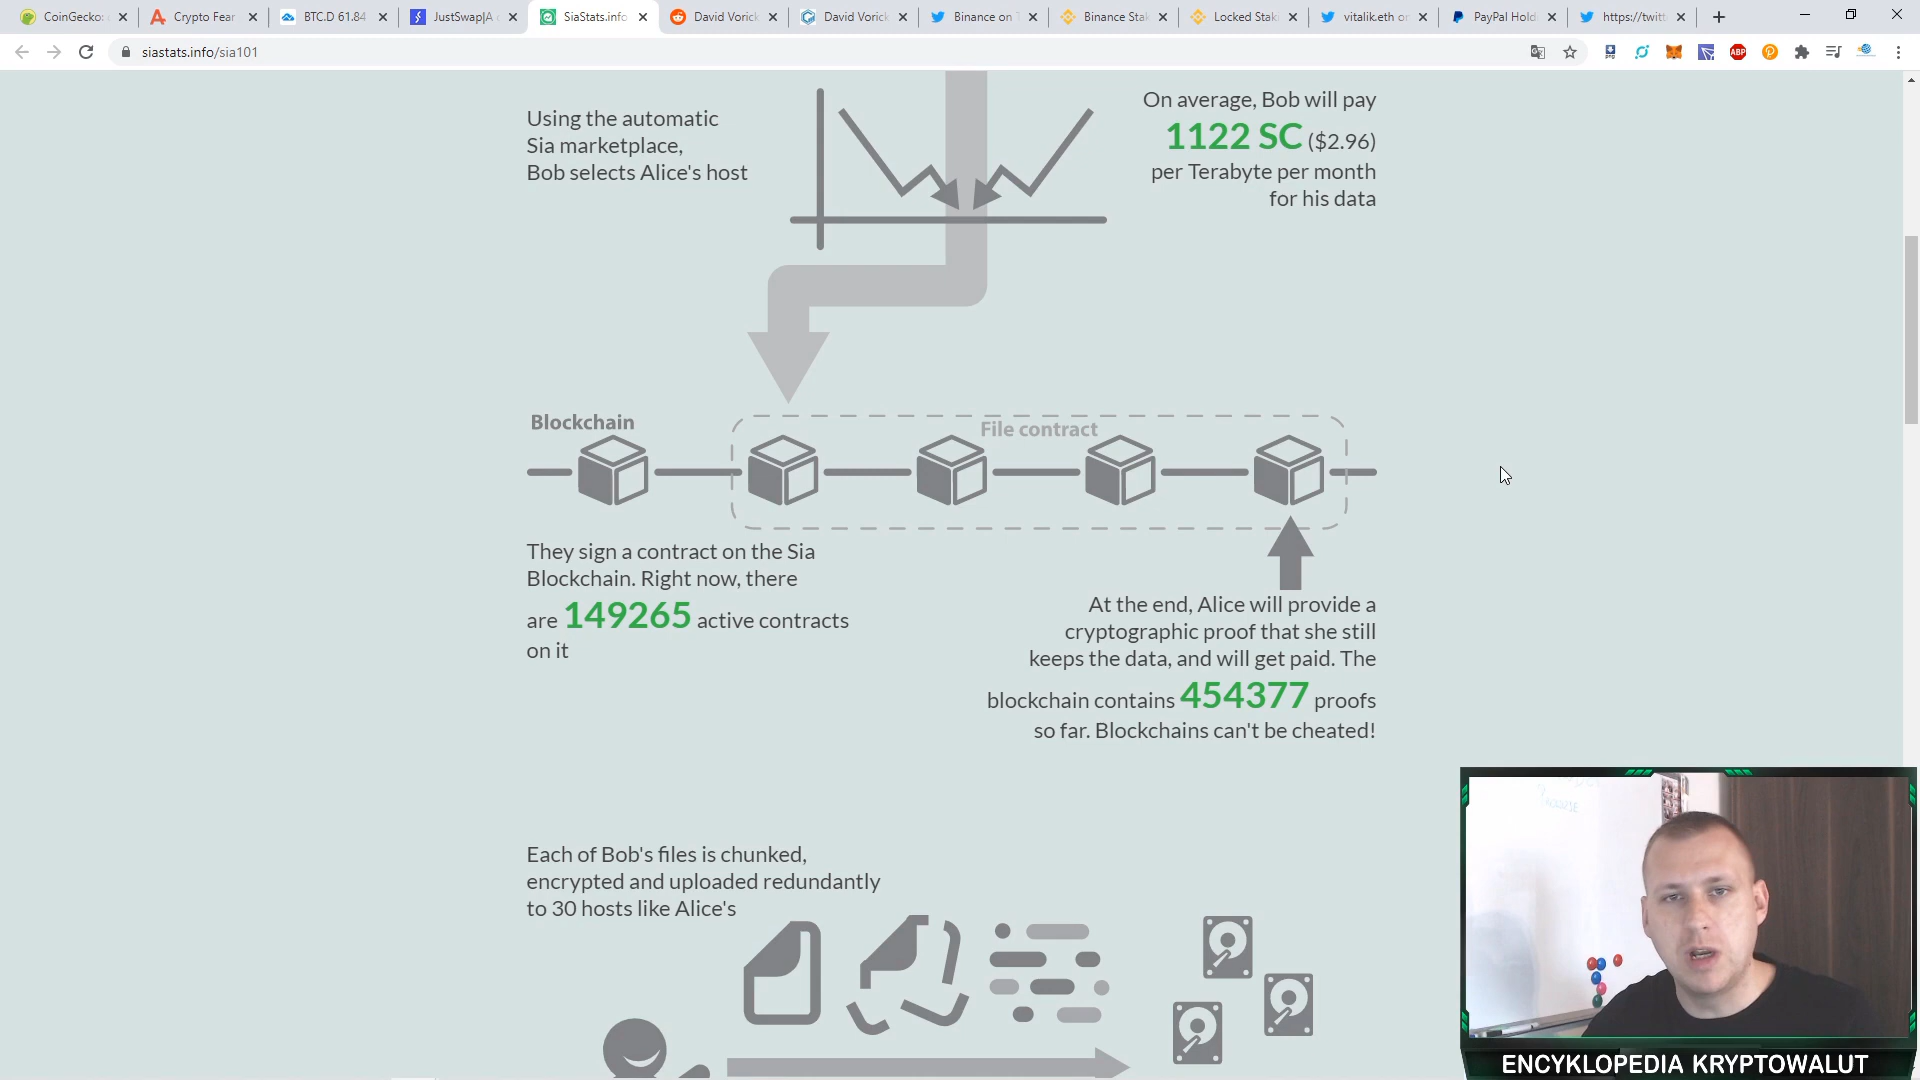 CoinGecko:
Crypto Fear
BTC.D 61.84
JustSwap|A
SiaStats.info
David Vorick
David Vorick
Binance on T
Binance Stak
Locked Stak
vitalik.eth on
PayPal Hold
https://twitt
siastats.info/sia101
ABP
Using the automatic
Sia marketplace,
Bob selects Alice's host
On average, Bob will pay
1122 SC ($2.96)
per Terabyte per month
for his data
Blockchain
File contract
They sign a contract on the Sia
Blockchain. Right now, there
are 149265 active contracts
on it
At the end, Alice will provide a
cryptographic proof that she still
keeps the data, and will get paid. The
blockchain contains 454377 proofs
so far. Blockchains can't be cheated!
Each of Bob's files is chunked,
encrypted and uploaded redundantly
to 30 hosts like Alice's
ENCYKLOPEDIA KRYPTOWALUT